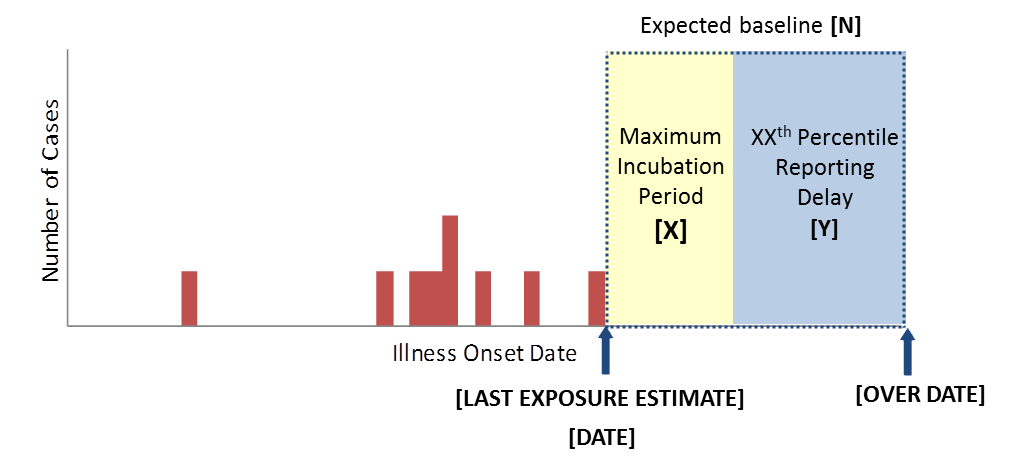 Expected baseline [N]
Number of Cases
Maximum
Incubation
Period
[X]
XXth Percentile
Reporting
Delay
[Y]
Illness Onset Date
[LAST EXPOSURE ESTIMATE]
[DATE]
[OVER DATE]